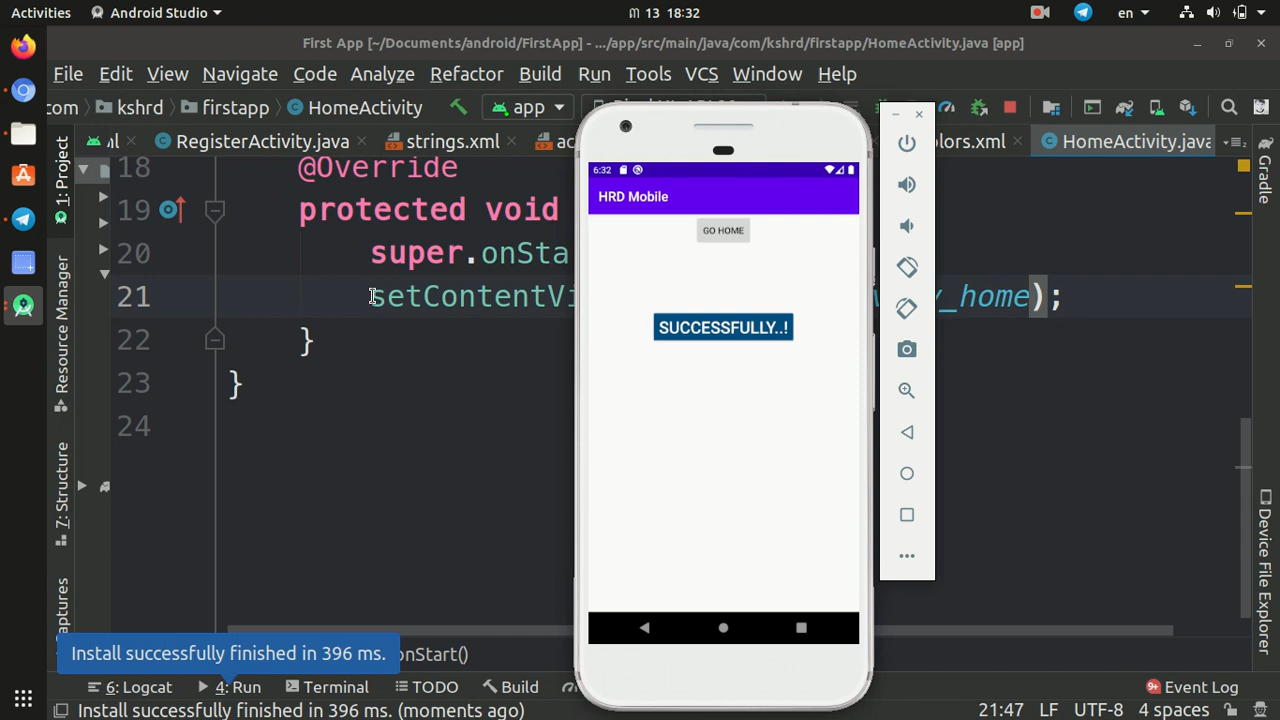 Activities
Android Studio
ពា 13 18:32
en
First App [~/Documents/android/FirstApp] - .../app/src/main/java/com/kshrd/firstapp/HomeActivity.java [app]
File Edit View Navigate Code Analyze Refactor Build Run Tools VCS Window Help
com kshrd firstapp HomeActivity app
RegisterActivity.java strings.xml HomeActivity.java
18 @Override
19 protected void
20 super.onSta
21 setContentVi _home);
22 }
23 }
24
1: Project
Resource Manager
7: Structure
Gradle
Device File Explorer
6:32
HRD Mobile
GO HOME
SUCCESSFULLY..!
Install successfully finished in 396 ms.
onStart()
6: Logcat 4: Run Terminal TODO Build 9+ Event Log
Install successfully finished in 396 ms. (moments ago) 21:47 LF UTF-8 4 spaces